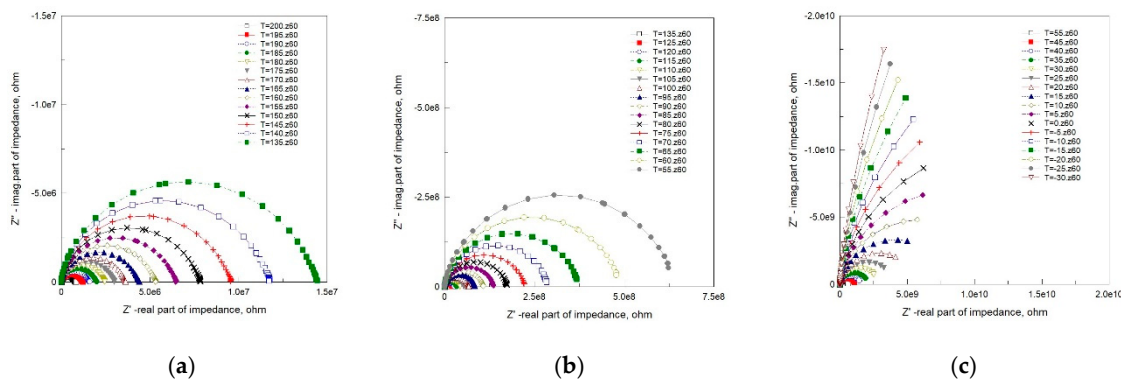 -1.5e7
-1.0e7
-5.0e6
0
0
5.0e6
1.0e7
1.5e7
Z'' - imag.part of impedance, ohm
Z' -real part of impedance, ohm
T=200.z60
T=195.z60
T=190.z60
T=185.z60
T=180.z60
T=175.z60
T=170.z60
T=165.z60
T=160.z60
T=155.z60
T=150.z60
T=145.z60
T=140.z60
T=135.z60
(a)
-7.5e8
-5.0e8
-2.5e8
0
0
2.5e8
5.0e8
7.5e8
Z'' - imag.part of impedance, ohm
Z' -real part of impedance, ohm
T=135.z60
T=125.z60
T=120.z60
T=115.z60
T=110.z60
T=105.z60
T=100.z60
T=95.z60
T=90.z60
T=85.z60
T=80.z60
T=75.z60
T=70.z60
T=65.z60
T=60.z60
T=55.z60
(b)
-2.0e10
-1.5e10
-1.0e10
-5.0e9
0
0
5.0e9
1.0e10
1.5e10
2.0e10
Z'' - imag.part of impedance, ohm
Z' -real part of impedance, ohm
T=55.z60
T=45.z60
T=40.z60
T=35.z60
T=30.z60
T=25.z60
T=20.z60
T=15.z60
T=10.z60
T=5.z60
T=0.z60
T=-5.z60
T=-10.z60
T=-15.z60
T=-20.z60
T=-25.z60
T=-30.z60
(c)